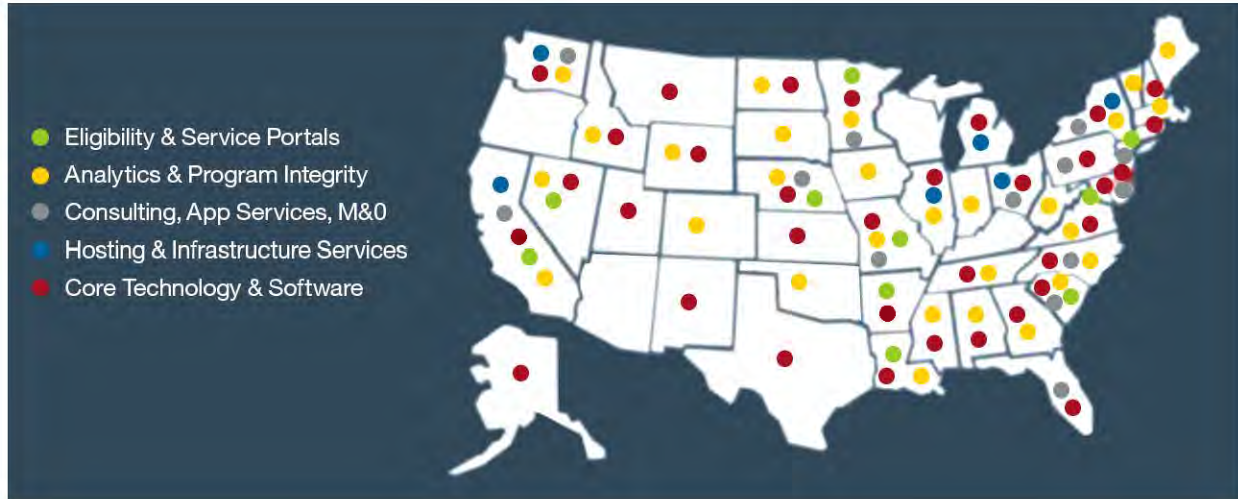 Eligibility & Service Portals
Analytics & Program Integrity
Consulting, App Services, M&0
Hosting & Infrastructure Services
Core Technology & Software